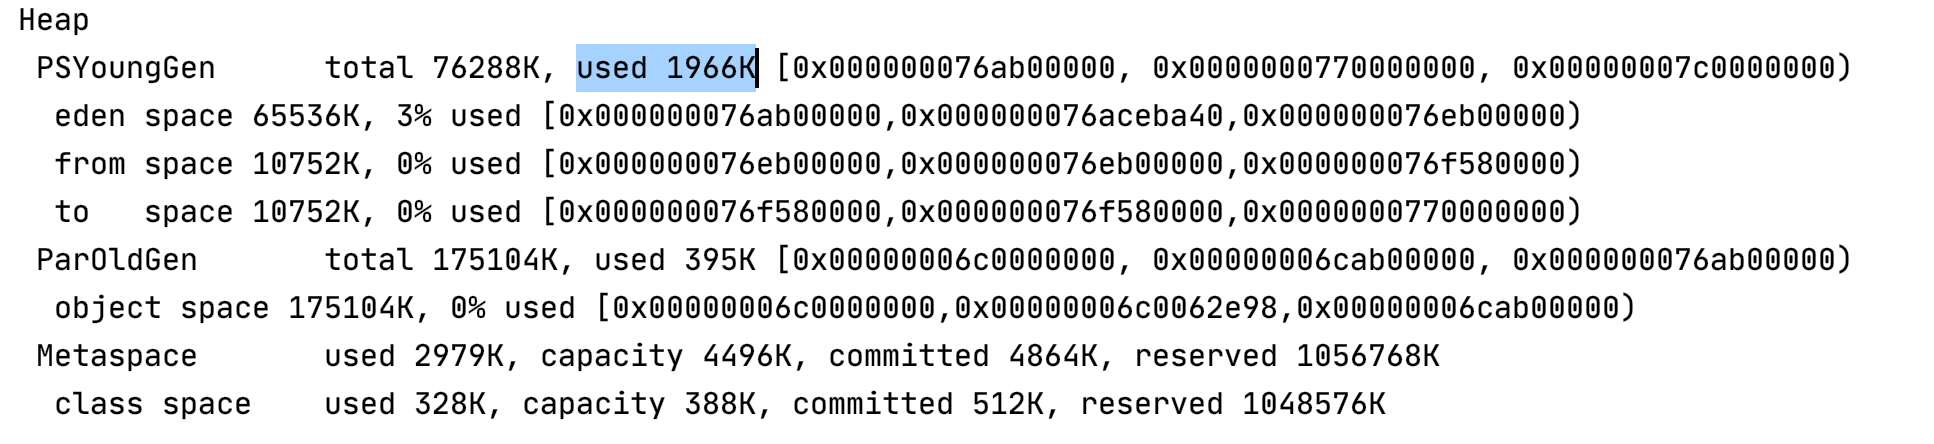 Heap
 PSYoungGen      total 76288K, used 1966K [0x000000076ab00000, 0x0000000770000000, 0x00000007c0000000)
  eden space 65536K, 3% used [0x000000076ab00000,0x000000076aceba40,0x000000076eb00000)
  from space 10752K, 0% used [0x000000076eb00000,0x000000076eb00000,0x000000076f580000)
  to   space 10752K, 0% used [0x000000076f580000,0x000000076f580000,0x0000000770000000)
 ParOldGen       total 175104K, used 395K [0x00000006c0000000, 0x00000006cab00000, 0x000000076ab00000)
  object space 175104K, 0% used [0x00000006c0000000,0x00000006c0062e98,0x00000006cab00000)
 Metaspace       used 2979K, capacity 4496K, committed 4864K, reserved 1056768K
  class space    used 328K, capacity 388K, committed 512K, reserved 1048576K